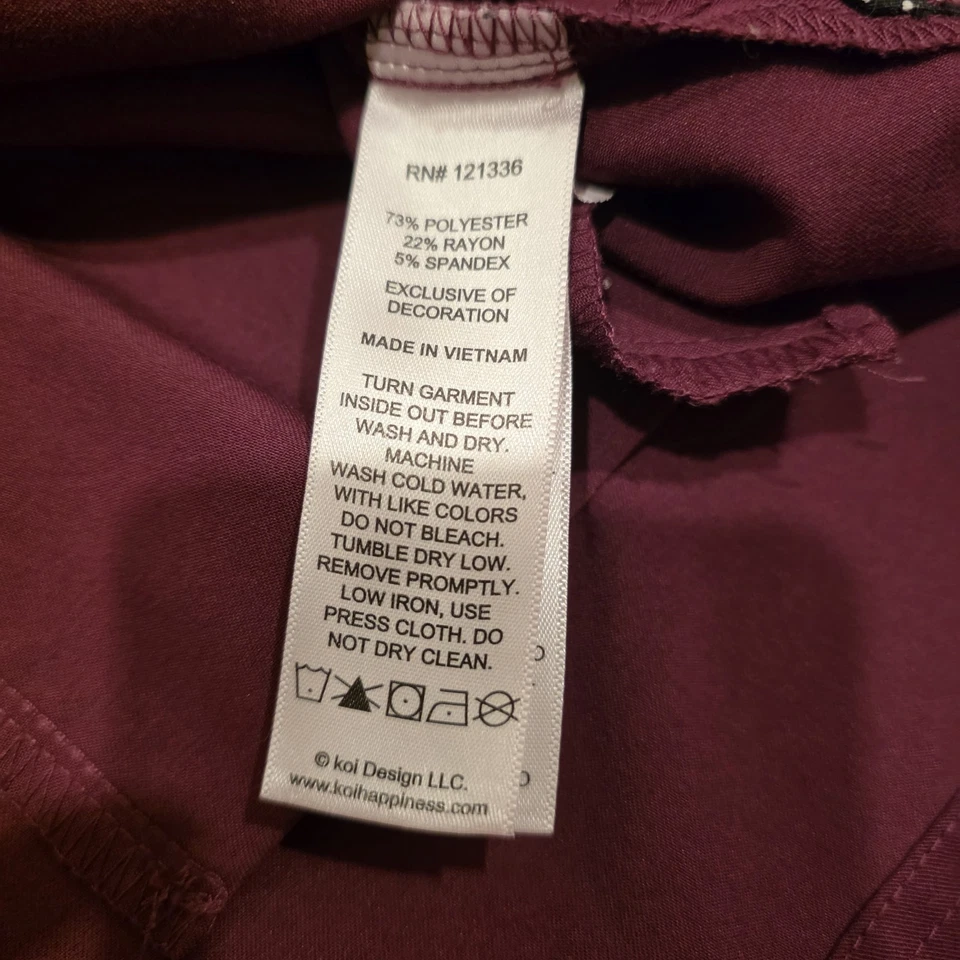 RN# 121336
73% POLYESTER
22% RAYON
5% SPANDEX
EXCLUSIVE OF
DECORATION
MADE IN VIETNAM
TURN GARMENT
INSIDE OUT BEFORE
WASH AND DRY.
MACHINE
WASH COLD WATER,
WITH LIKE COLORS
DO NOT BLEACH.
TUMBLE DRY LOW.
REMOVE PROMPTLY.
LOW IRON, USE
PRESS CLOTH. DO
NOT DRY CLEAN.
© koi Design LLC.
www.koihappiness.com